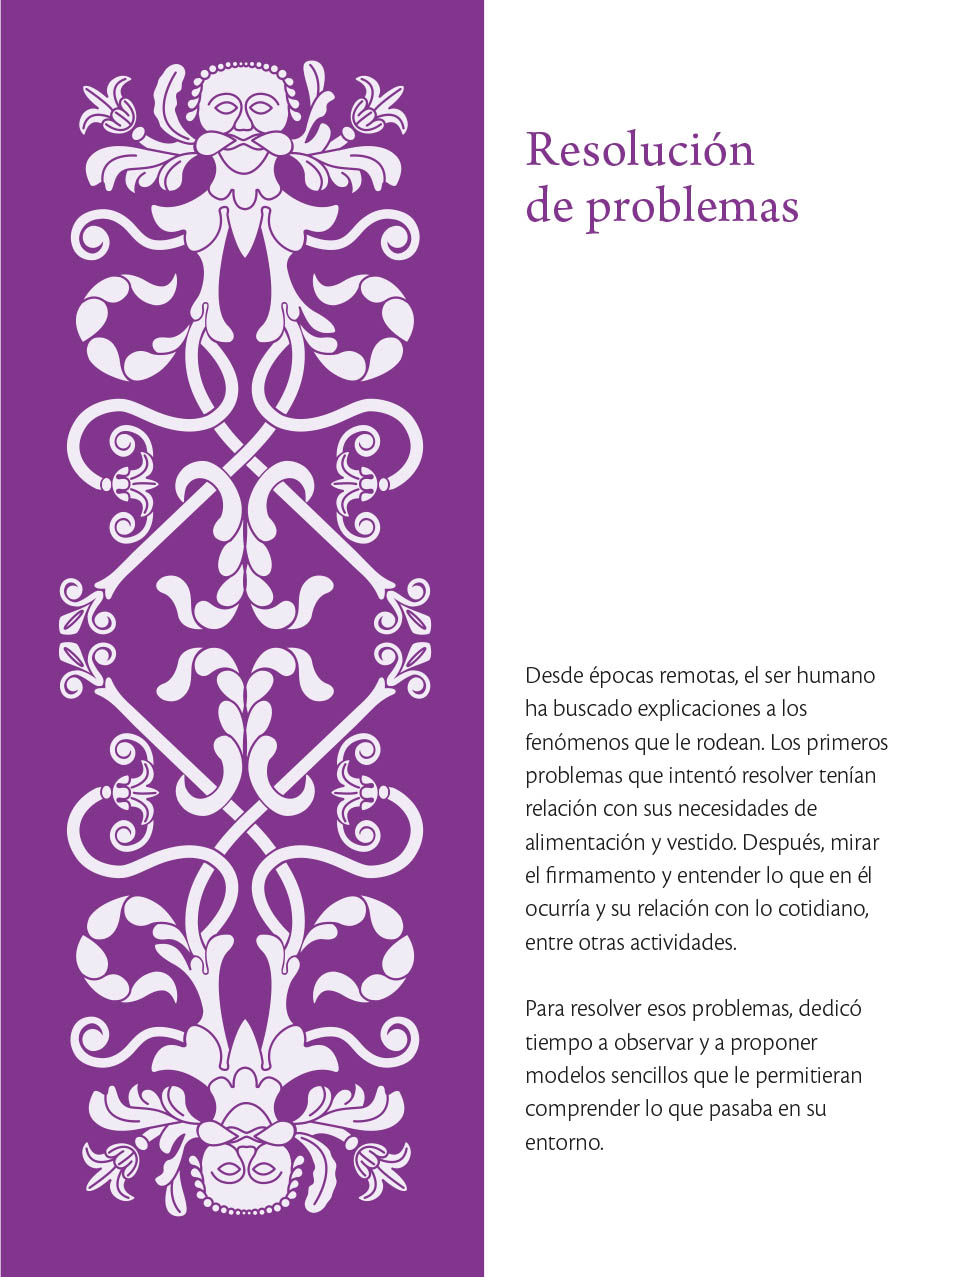 Resolución
de problemas
Desde épocas remotas, el ser humano
ha buscado explicaciones a los
fenómenos que le rodean. Los primeros
problemas que intentó resolver tenían
relación con sus necesidades de
alimentación y vestido. Después, mirar
el firmamento y entender lo que en él
ocurría y su relación con lo cotidiano,
entre otras actividades.
Para resolver esos problemas, dedicó
tiempo a observar y a proponer
modelos sencillos que le permitieran
comprender lo que pasaba en su
entorno.